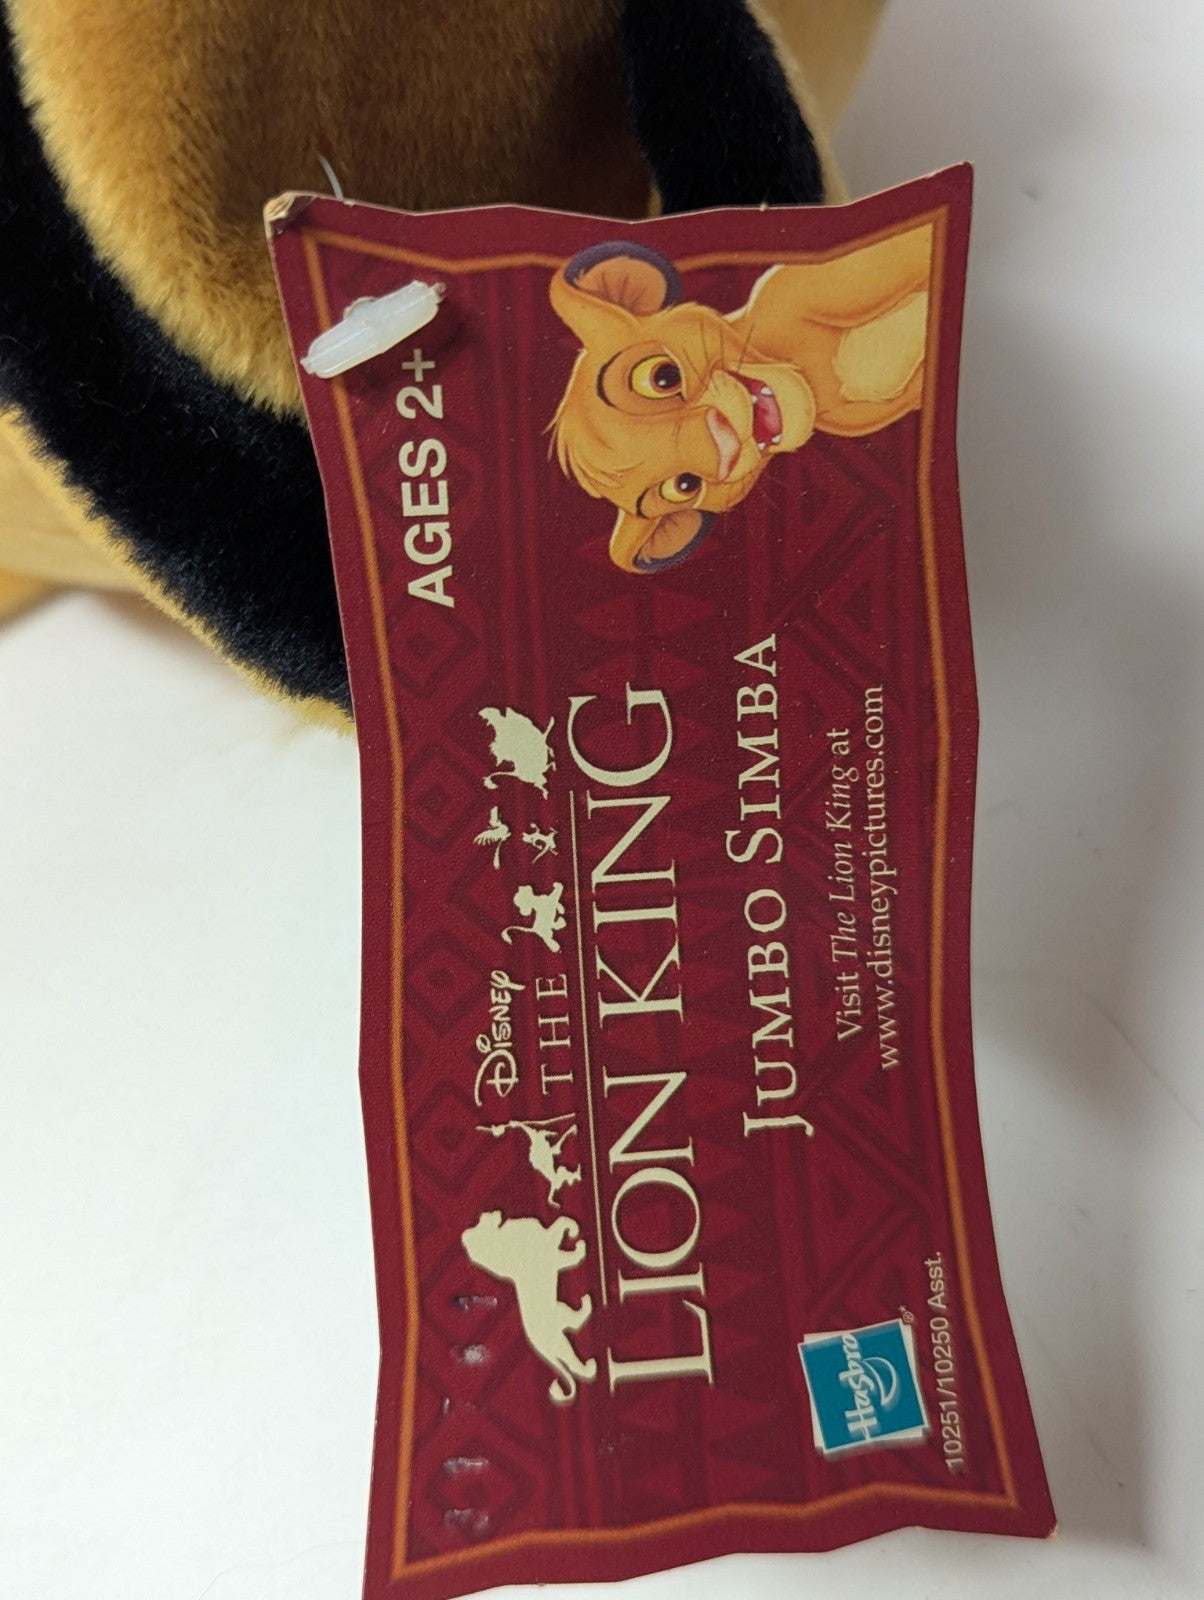 AGES 2+
DISNEY
THE
LION KING
JUMBO SIMBA
Visit The Lion King at
www.disneypictures.com
Hasbro
®*
10251/10250 Asst.